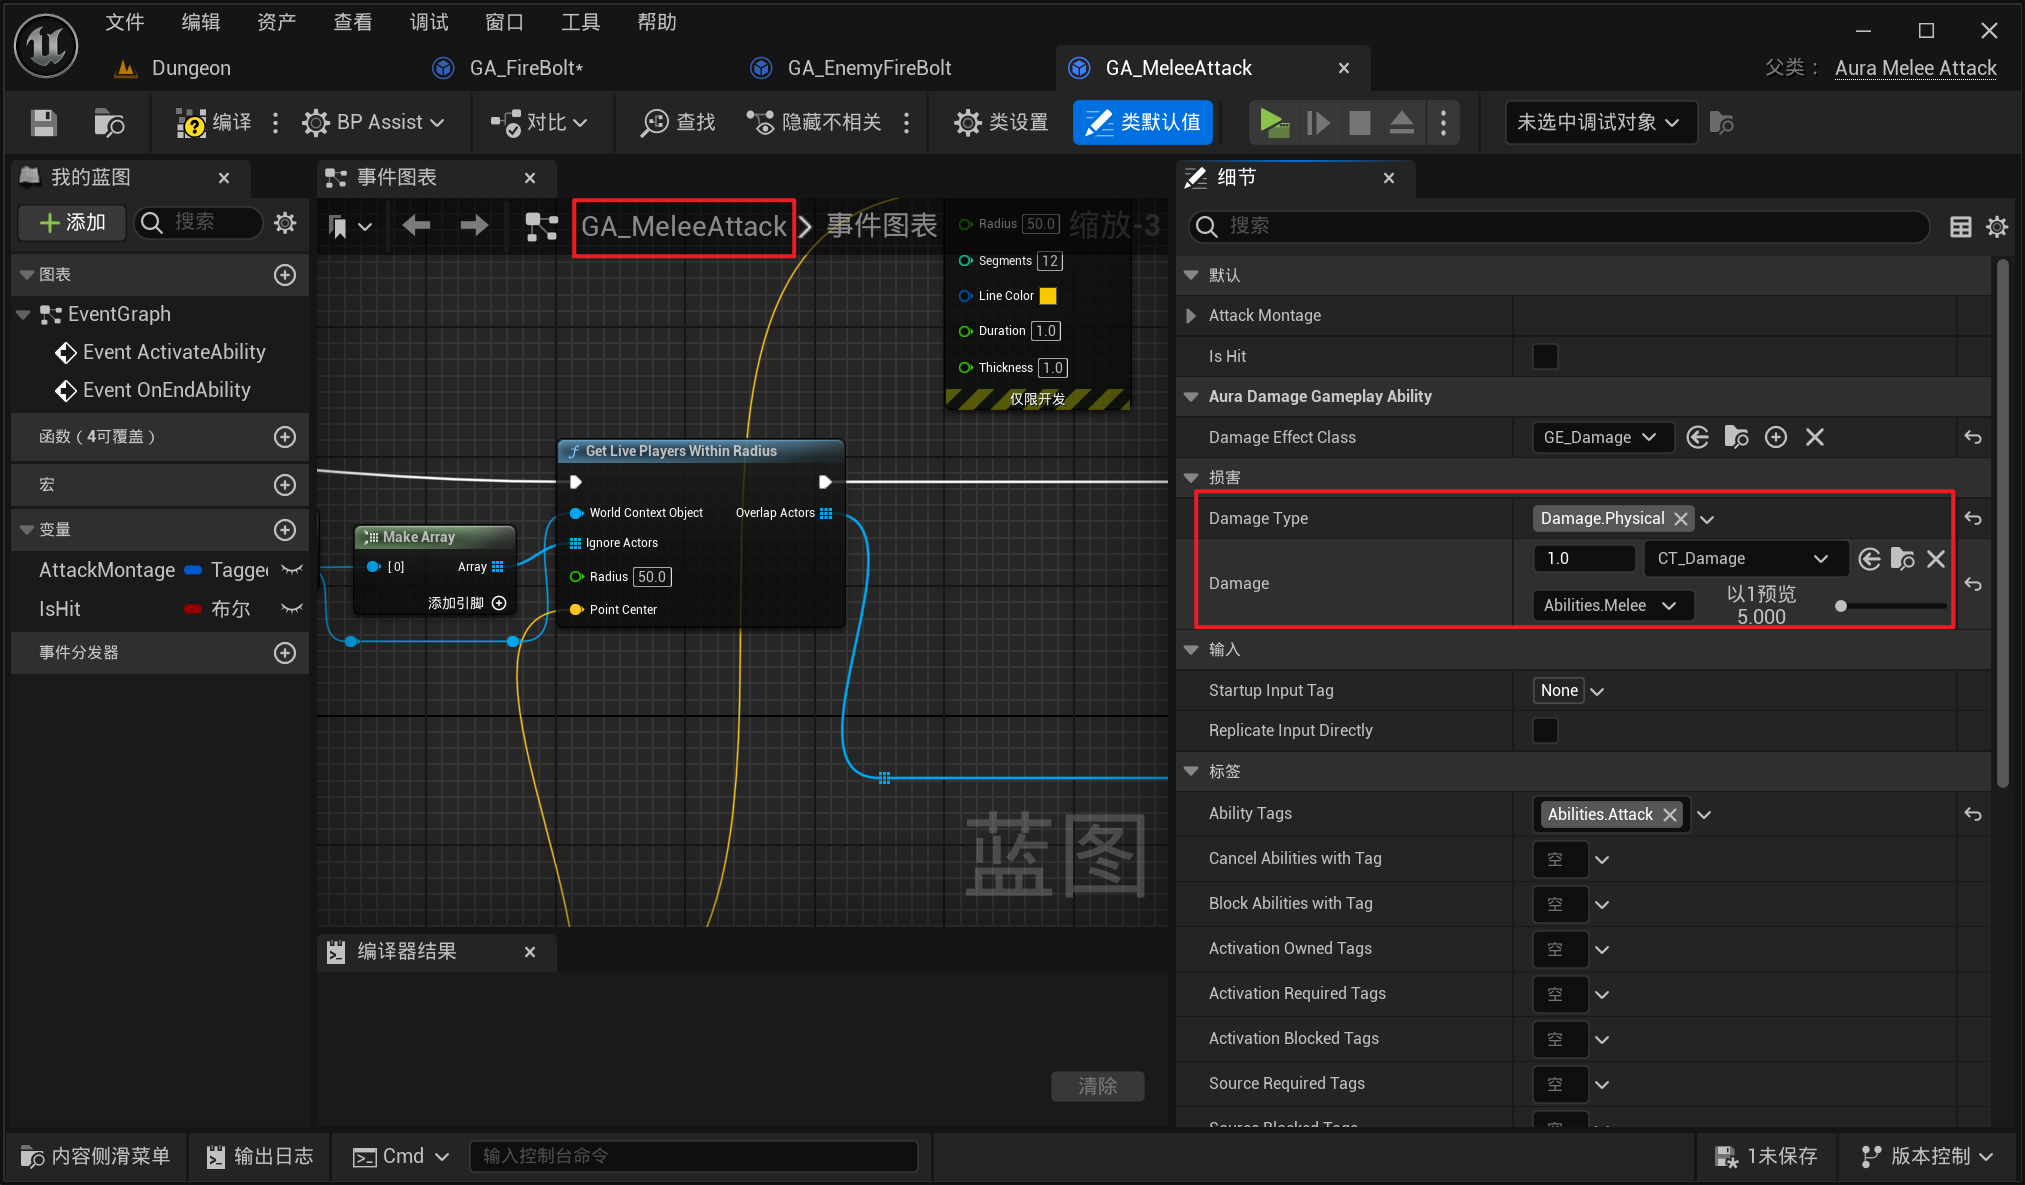 文件 编辑 资产 查看 调试 窗口 工具 帮助
Dungeon GA_FireBolt* GA_EnemyFireBolt GA_MeleeAttack 父类： Aura Melee Attack
编译 BP Assist 对比 查找 隐藏不相关 类设置 类默认值 未选中调试对象
我的蓝图
添加 搜索
图表
EventGraph
Event ActivateAbility
Event OnEndAbility
函数（4可覆盖）
宏
变量
AttackMontage Tagge
IsHit 布尔
事件分发器
事件图表
GA_MeleeAttack 事件图表 缩放-3
Radius 50.0
Segments 12
Line Color
Duration 1.0
Thickness 1.0
仅限开发
Get Live Players Within Radius
World Context Object Overlap Actors
Ignore Actors
Radius 50.0
Point Center
Make Array
[0] Array
添加引脚
蓝图
编译器结果
清除
细节
搜索
默认
Attack Montage
Is Hit
Aura Damage Gameplay Ability
Damage Effect Class GE_Damage
损害
Damage Type Damage.Physical
Damage 1.0 CT_Damage
Abilities.Melee 以1预览
5.000
输入
Startup Input Tag None
Replicate Input Directly
标签
Ability Tags Abilities.Attack
Cancel Abilities with Tag 空
Block Abilities with Tag 空
Activation Owned Tags 空
Activation Required Tags 空
Activation Blocked Tags 空
Source Required Tags 空
Source Blocked Tags 空
内容侧滑菜单 输出日志 Cmd 输入控制台命令 1未保存 版本控制